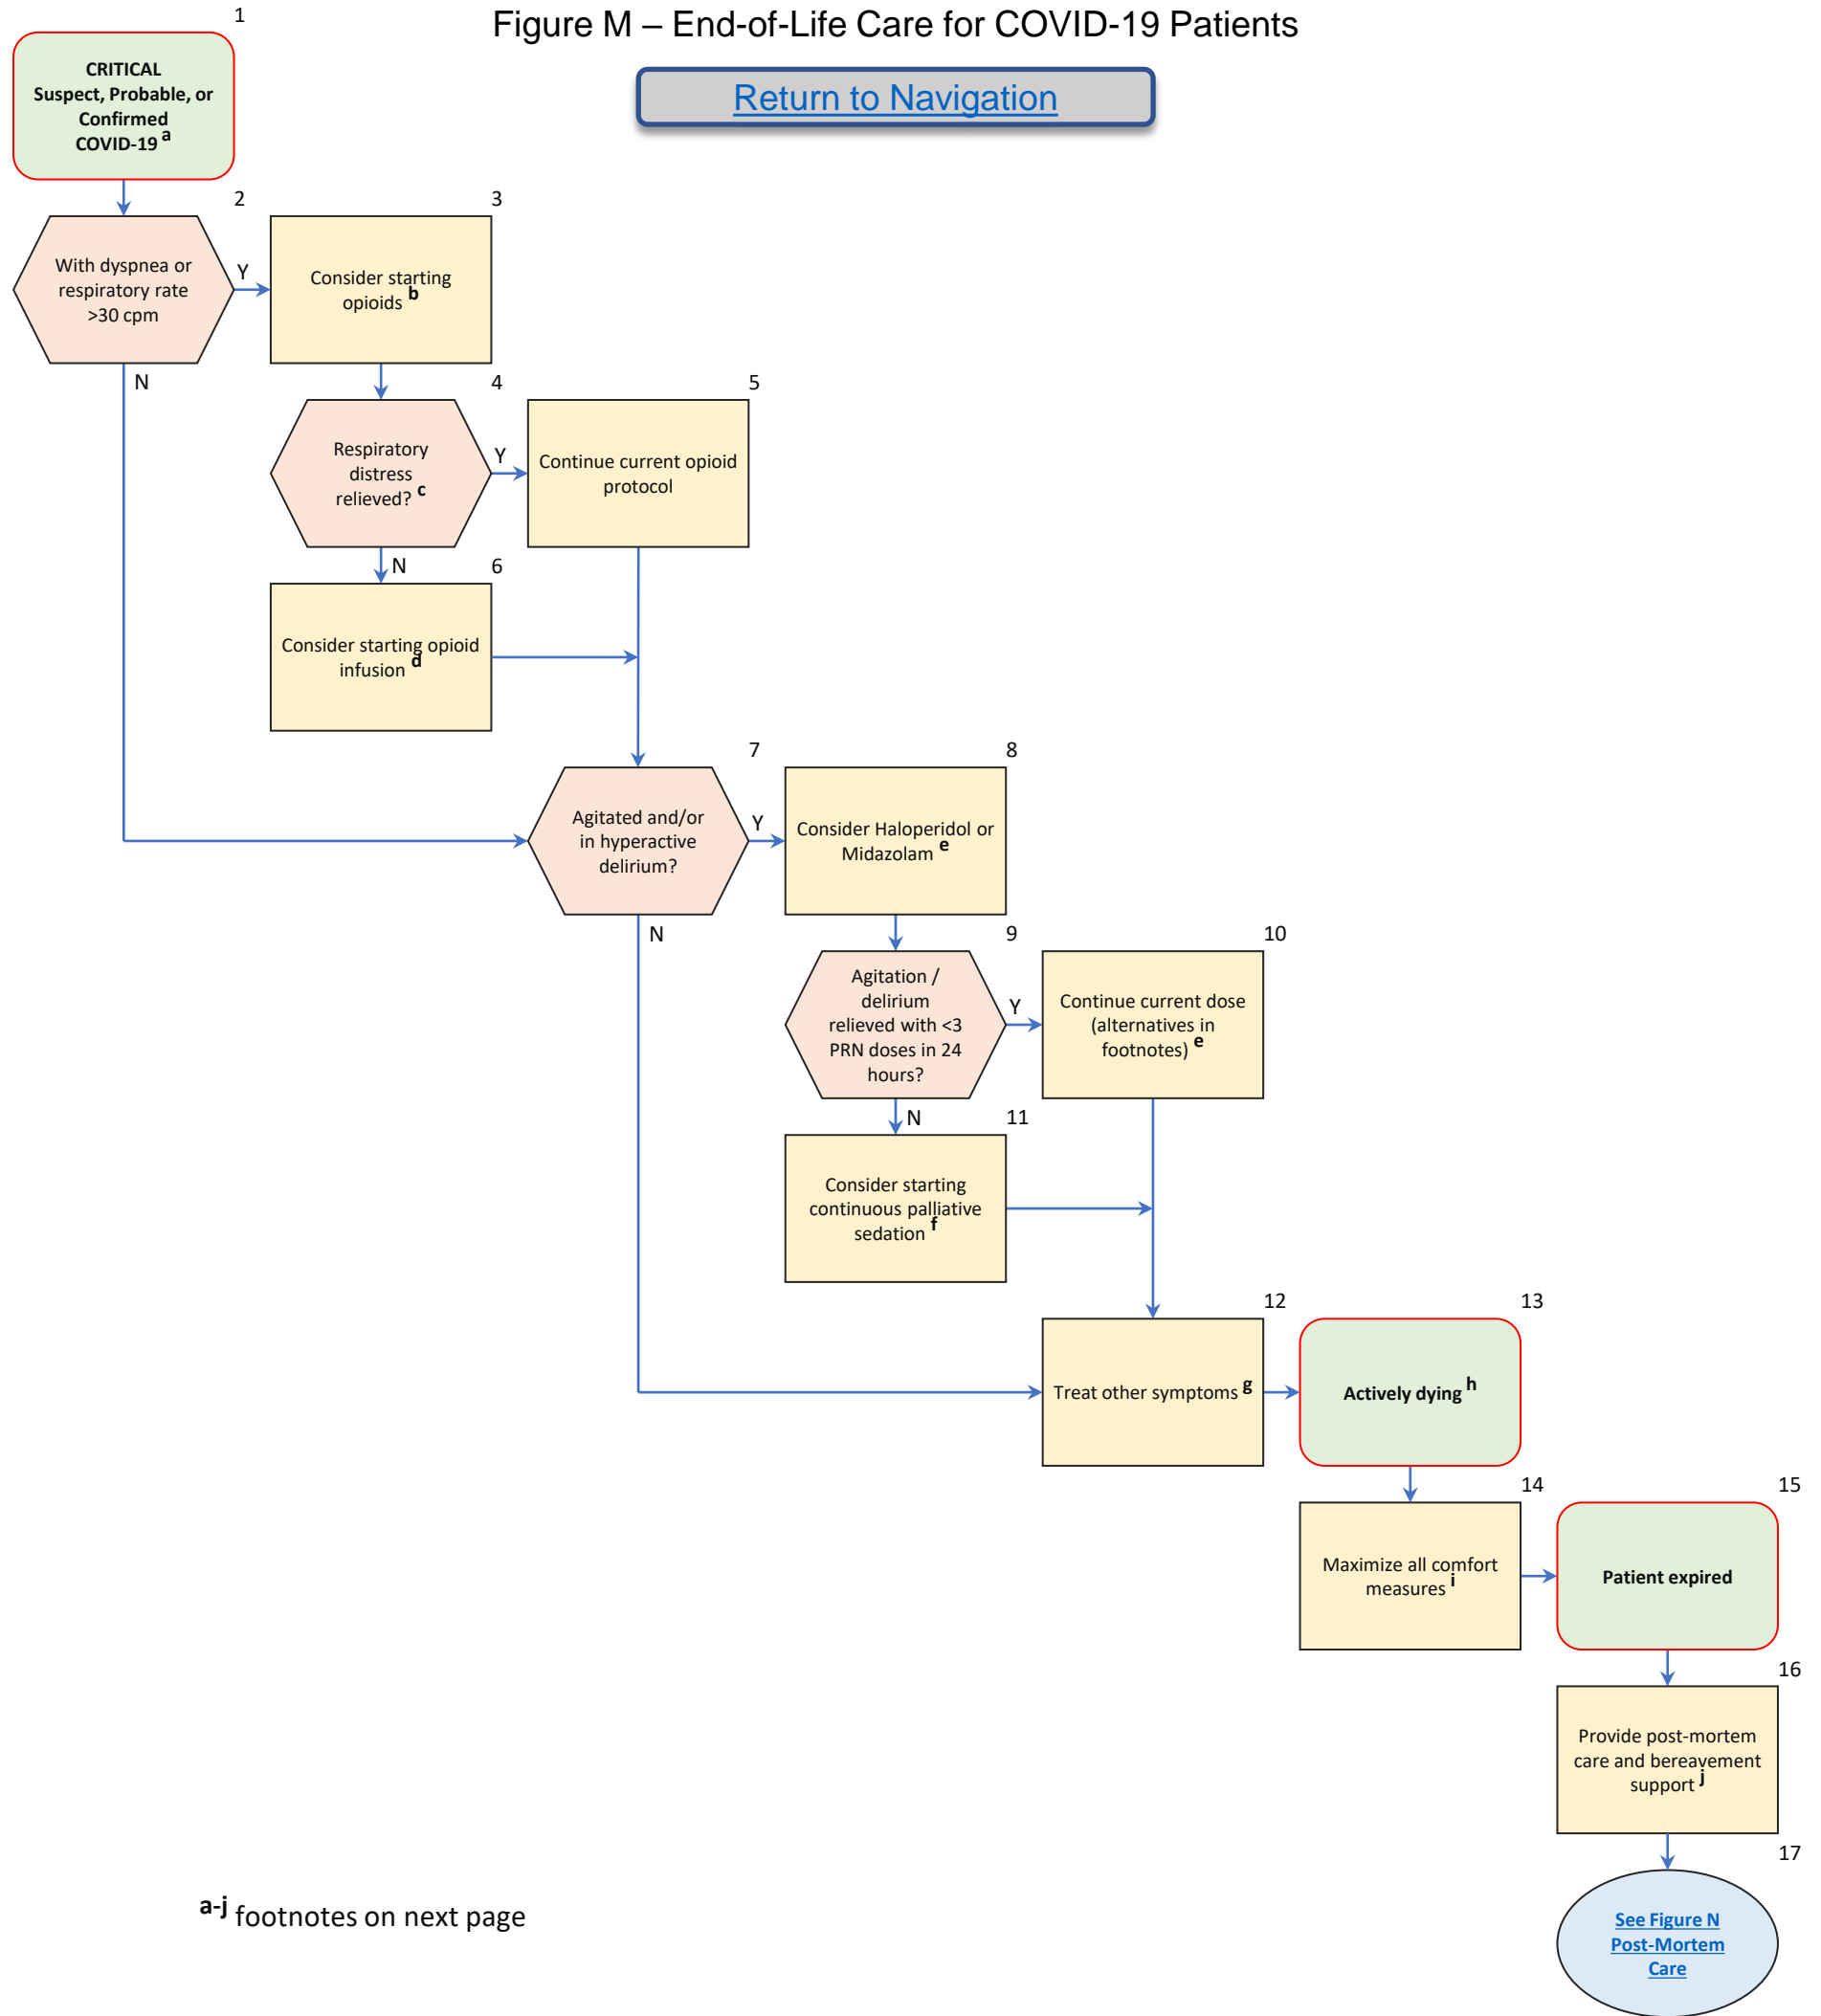 Figure M – End-of-Life Care for COVID-19 Patients
Return to Navigation
1
CRITICAL
Suspect, Probable, or
Confirmed
COVID-19 a
2
With dyspnea or
respiratory rate
>30 cpm
Y
N
3
Consider starting
opioids b
4
Respiratory
distress
relieved? c
Y
N
5
Continue current opioid
protocol
6
Consider starting opioid
infusion d
7
Agitated and/or
in hyperactive
delirium?
Y
N
8
Consider Haloperidol or
Midazolam e
9
Agitation /
delirium
relieved with <3
PRN doses in 24
hours?
Y
N
10
Continue current dose
(alternatives in
footnotes) e
11
Consider starting
continuous palliative
sedation f
12
Treat other symptoms g
13
Actively dying h
14
Maximize all comfort
measures i
15
Patient expired
16
Provide post-mortem
care and bereavement
support j
17
See Figure N
Post-Mortem
Care
a-j footnotes on next page